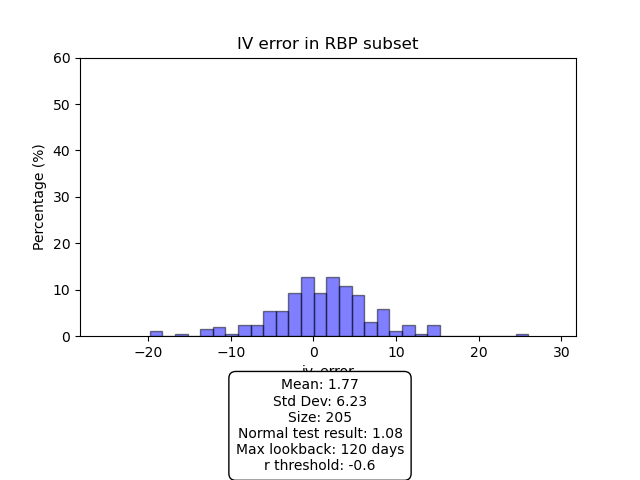 IV error in RBP subset
60
50
40
30
20
10
0
Percentage (%)
−20 −10 0 10 20 30
iv_error
Mean: 1.77
Std Dev: 6.23
Size: 205
Normal test result: 1.08
Max lookback: 120 days
r threshold: -0.6